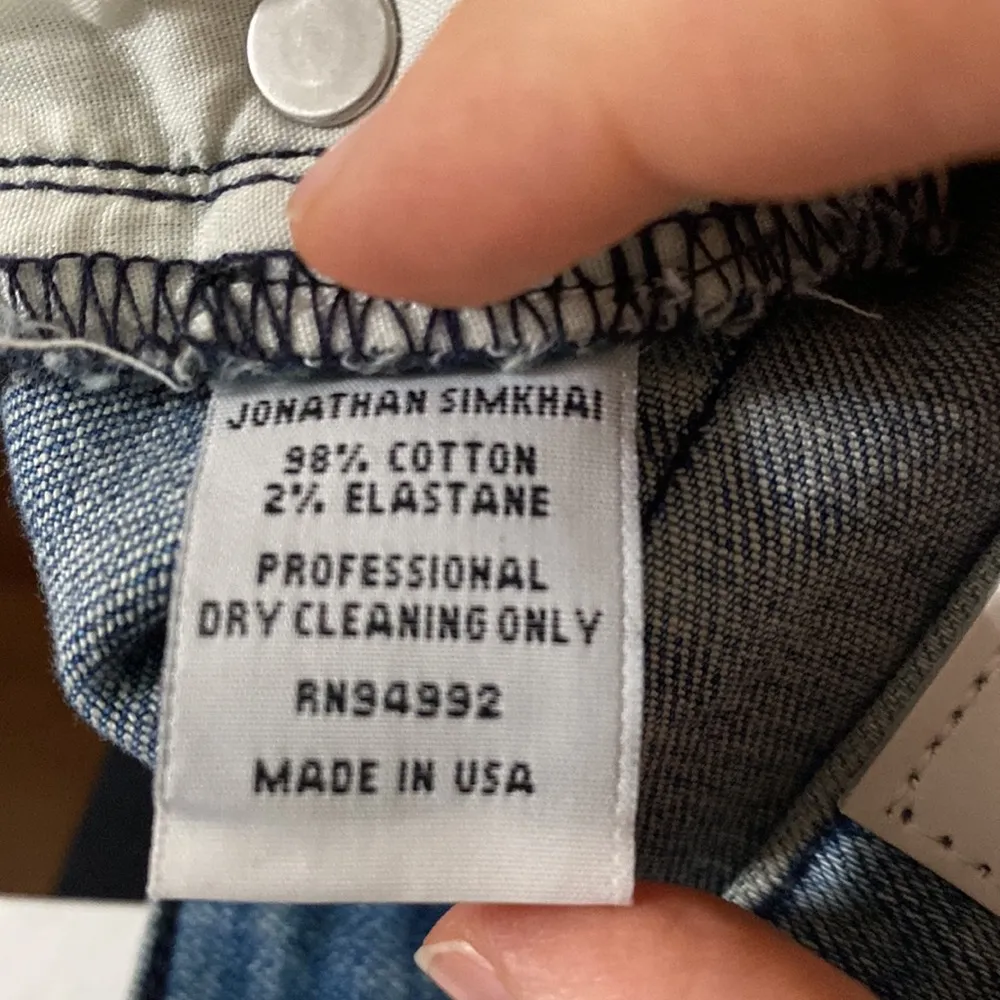 JONATHAN SIMKHAI
98% COTTON
2% ELASTANE
PROFESSIONAL
DRY CLEANING ONLY
RN94992
MADE IN USA